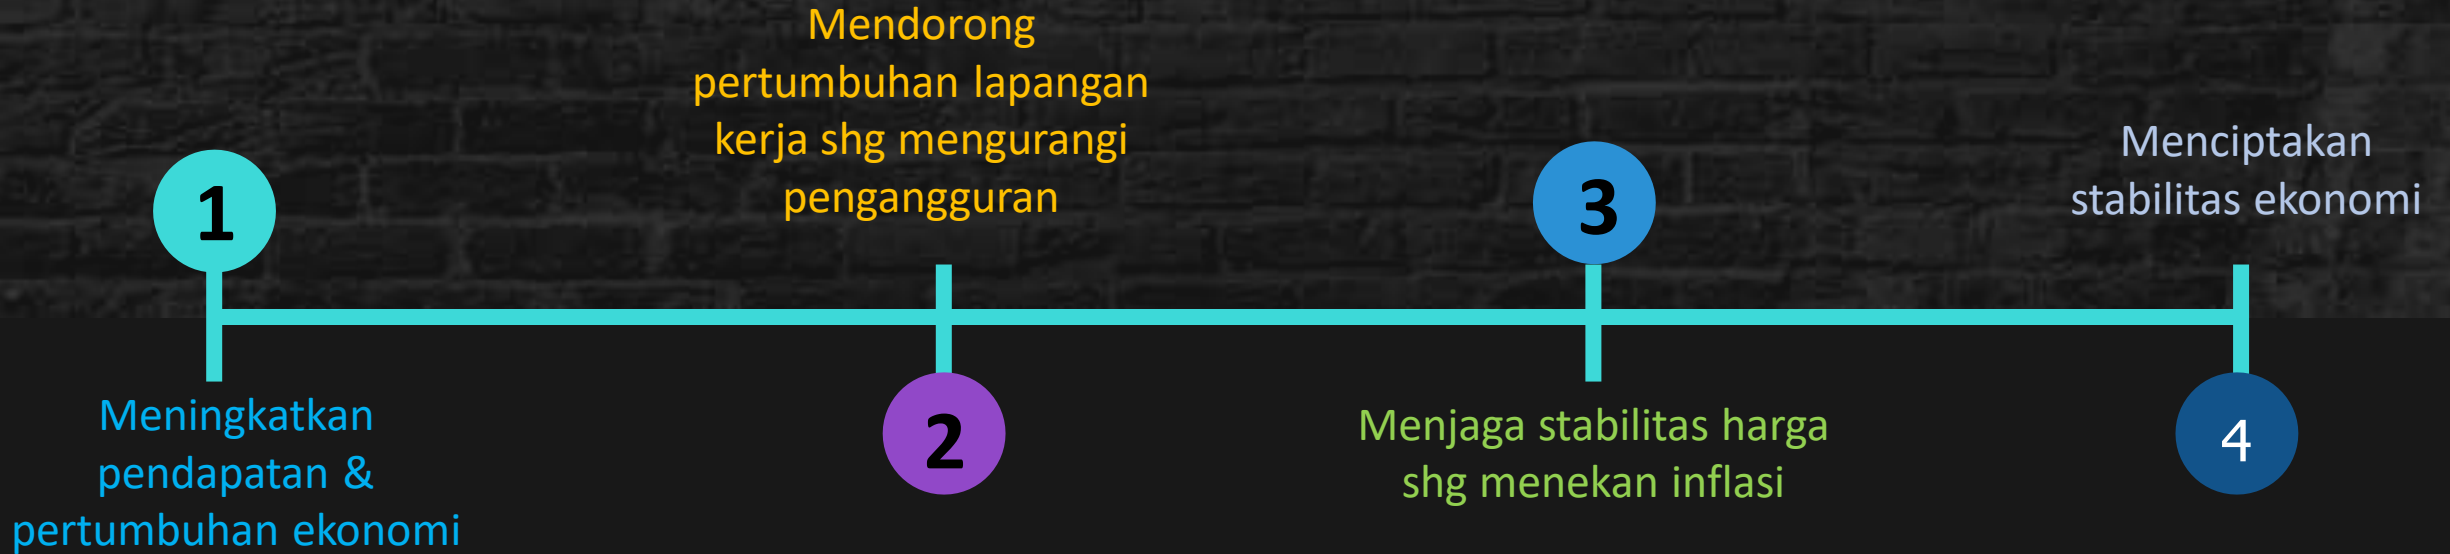 1
Meningkatkan
pendapatan &
pertumbuhan ekonomi
Mendorong
pertumbuhan lapangan
kerja shg mengurangi
pengangguran
2
3
Menjaga stabilitas harga
shg menekan inflasi
Menciptakan
stabilitas ekonomi
4